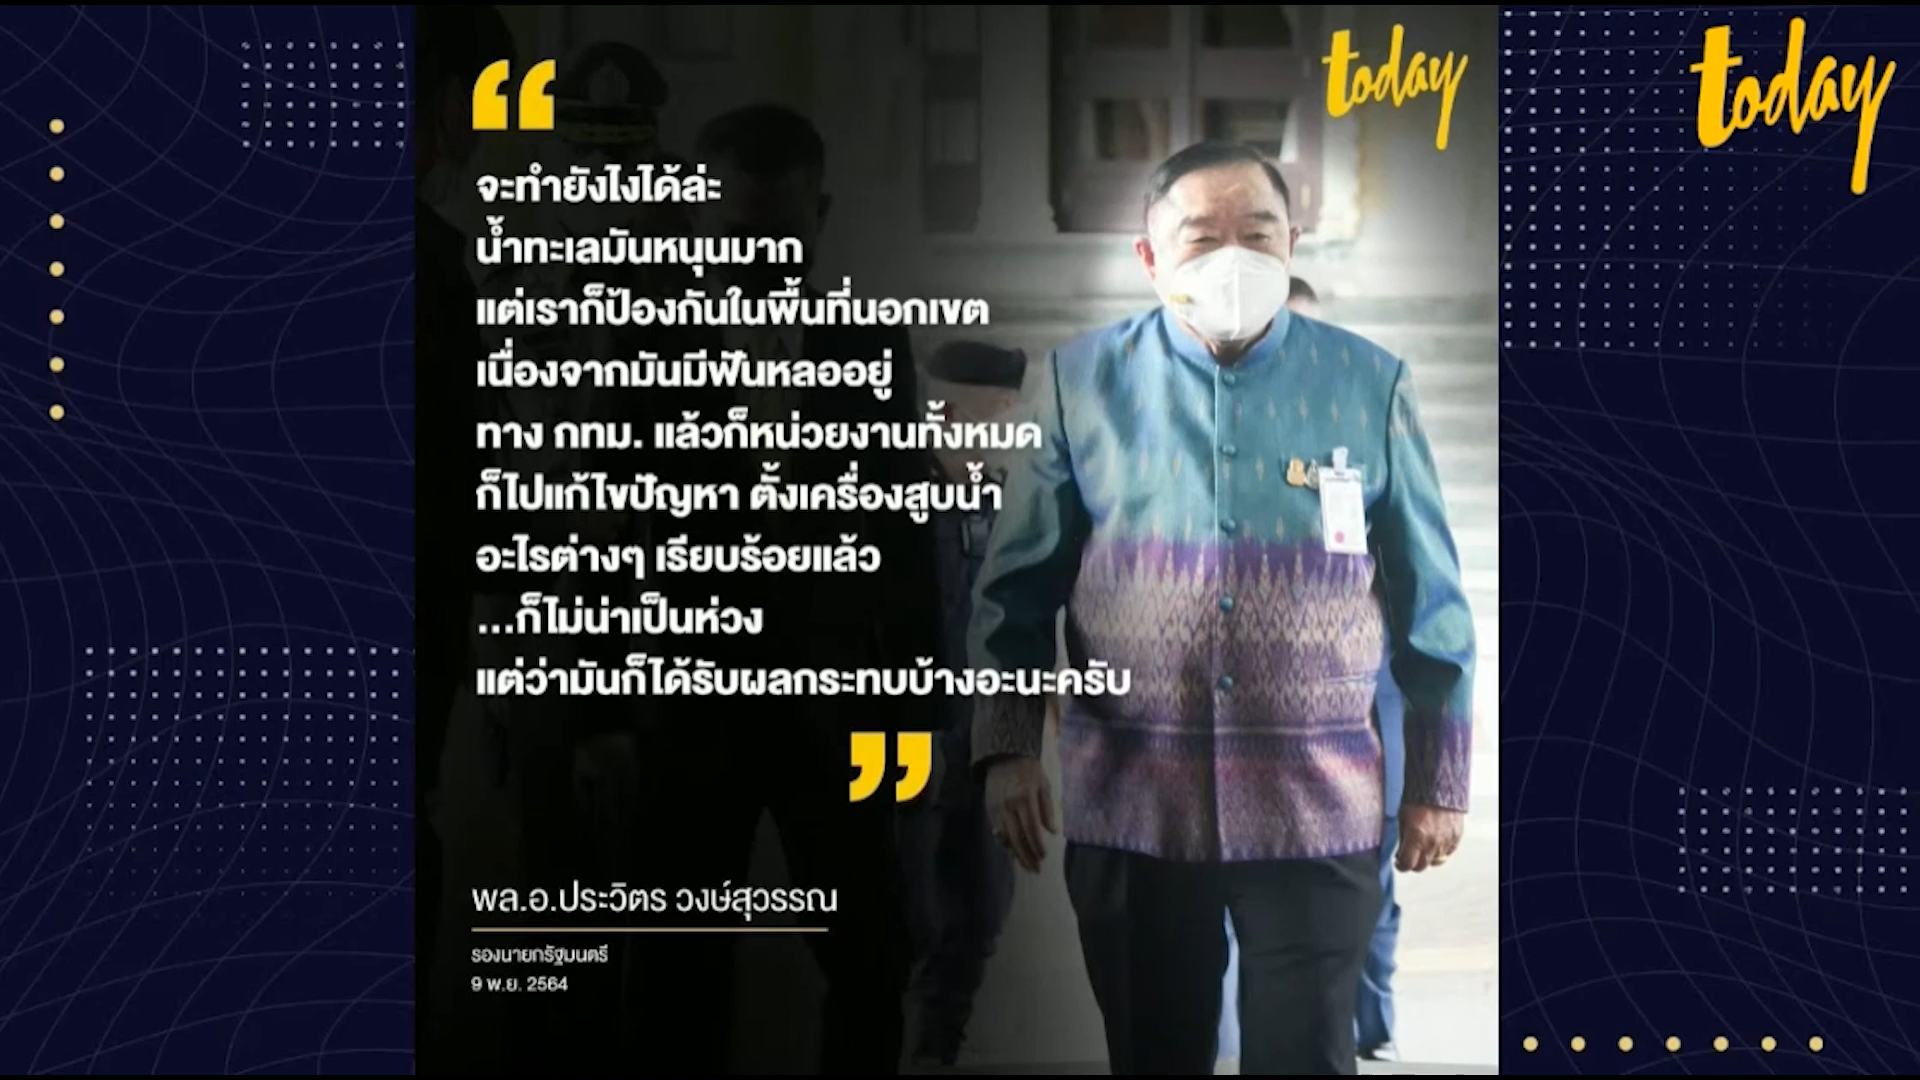 today
today
จะทำยังไงได้ล่ะ
น้ำทะเลมันหนุนมาก
แต่เราก็ป้องกันในพื้นที่นอกเขต
เนื่องจากมันมีฟันหลออยู่
ทาง กทม. แล้วก็หน่วยงานทั้งหมด
ก็ไปแก้ไขปัญหา ตั้งเครื่องสูบน้ำ
อะไรต่างๆ เรียบร้อยแล้ว
...ก็ไม่น่าเป็นห่วง
แต่ว่ามันก็ได้รับผลกระทบบ้างอะนะครับ
พล.อ.ประวิตร วงษ์สุวรรณ
รองนายกรัฐมนตรี
9 พ.ย. 2564